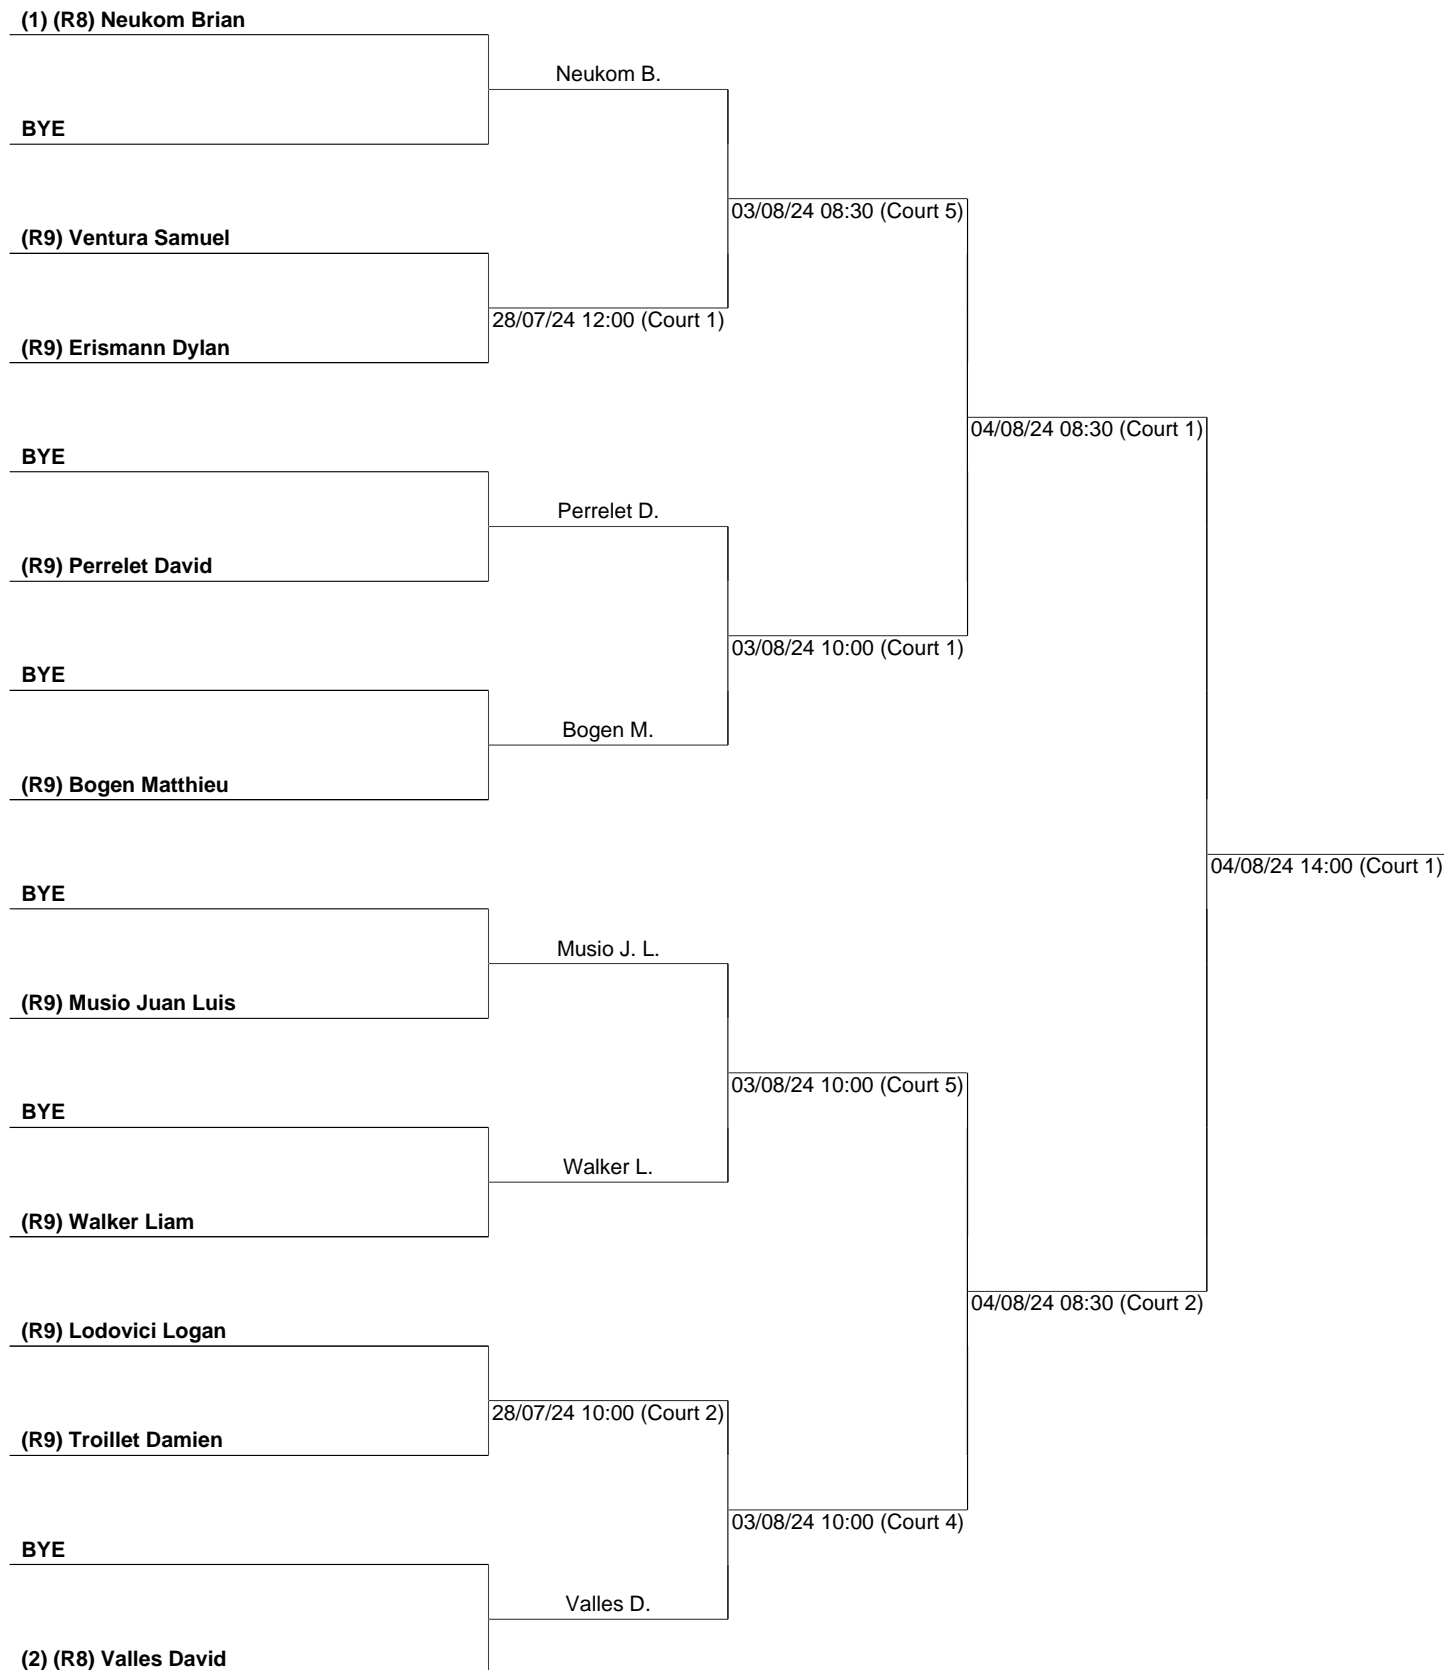 (1) (R8) Neukom Brian
Neukom B.
BYE
03/08/24 08:30 (Court 5)
(R9) Ventura Samuel
28/07/24 12:00 (Court 1)
(R9) Erismann Dylan
04/08/24 08:30 (Court 1)
BYE
Perrelet D.
(R9) Perrelet David
03/08/24 10:00 (Court 1)
BYE
Bogen M.
(R9) Bogen Matthieu
04/08/24 14:00 (Court 1)
BYE
Musio J. L.
(R9) Musio Juan Luis
03/08/24 10:00 (Court 5)
BYE
Walker L.
(R9) Walker Liam
04/08/24 08:30 (Court 2)
(R9) Lodovici Logan
28/07/24 10:00 (Court 2)
(R9) Troillet Damien
03/08/24 10:00 (Court 4)
BYE
Valles D.
(2) (R8) Valles David